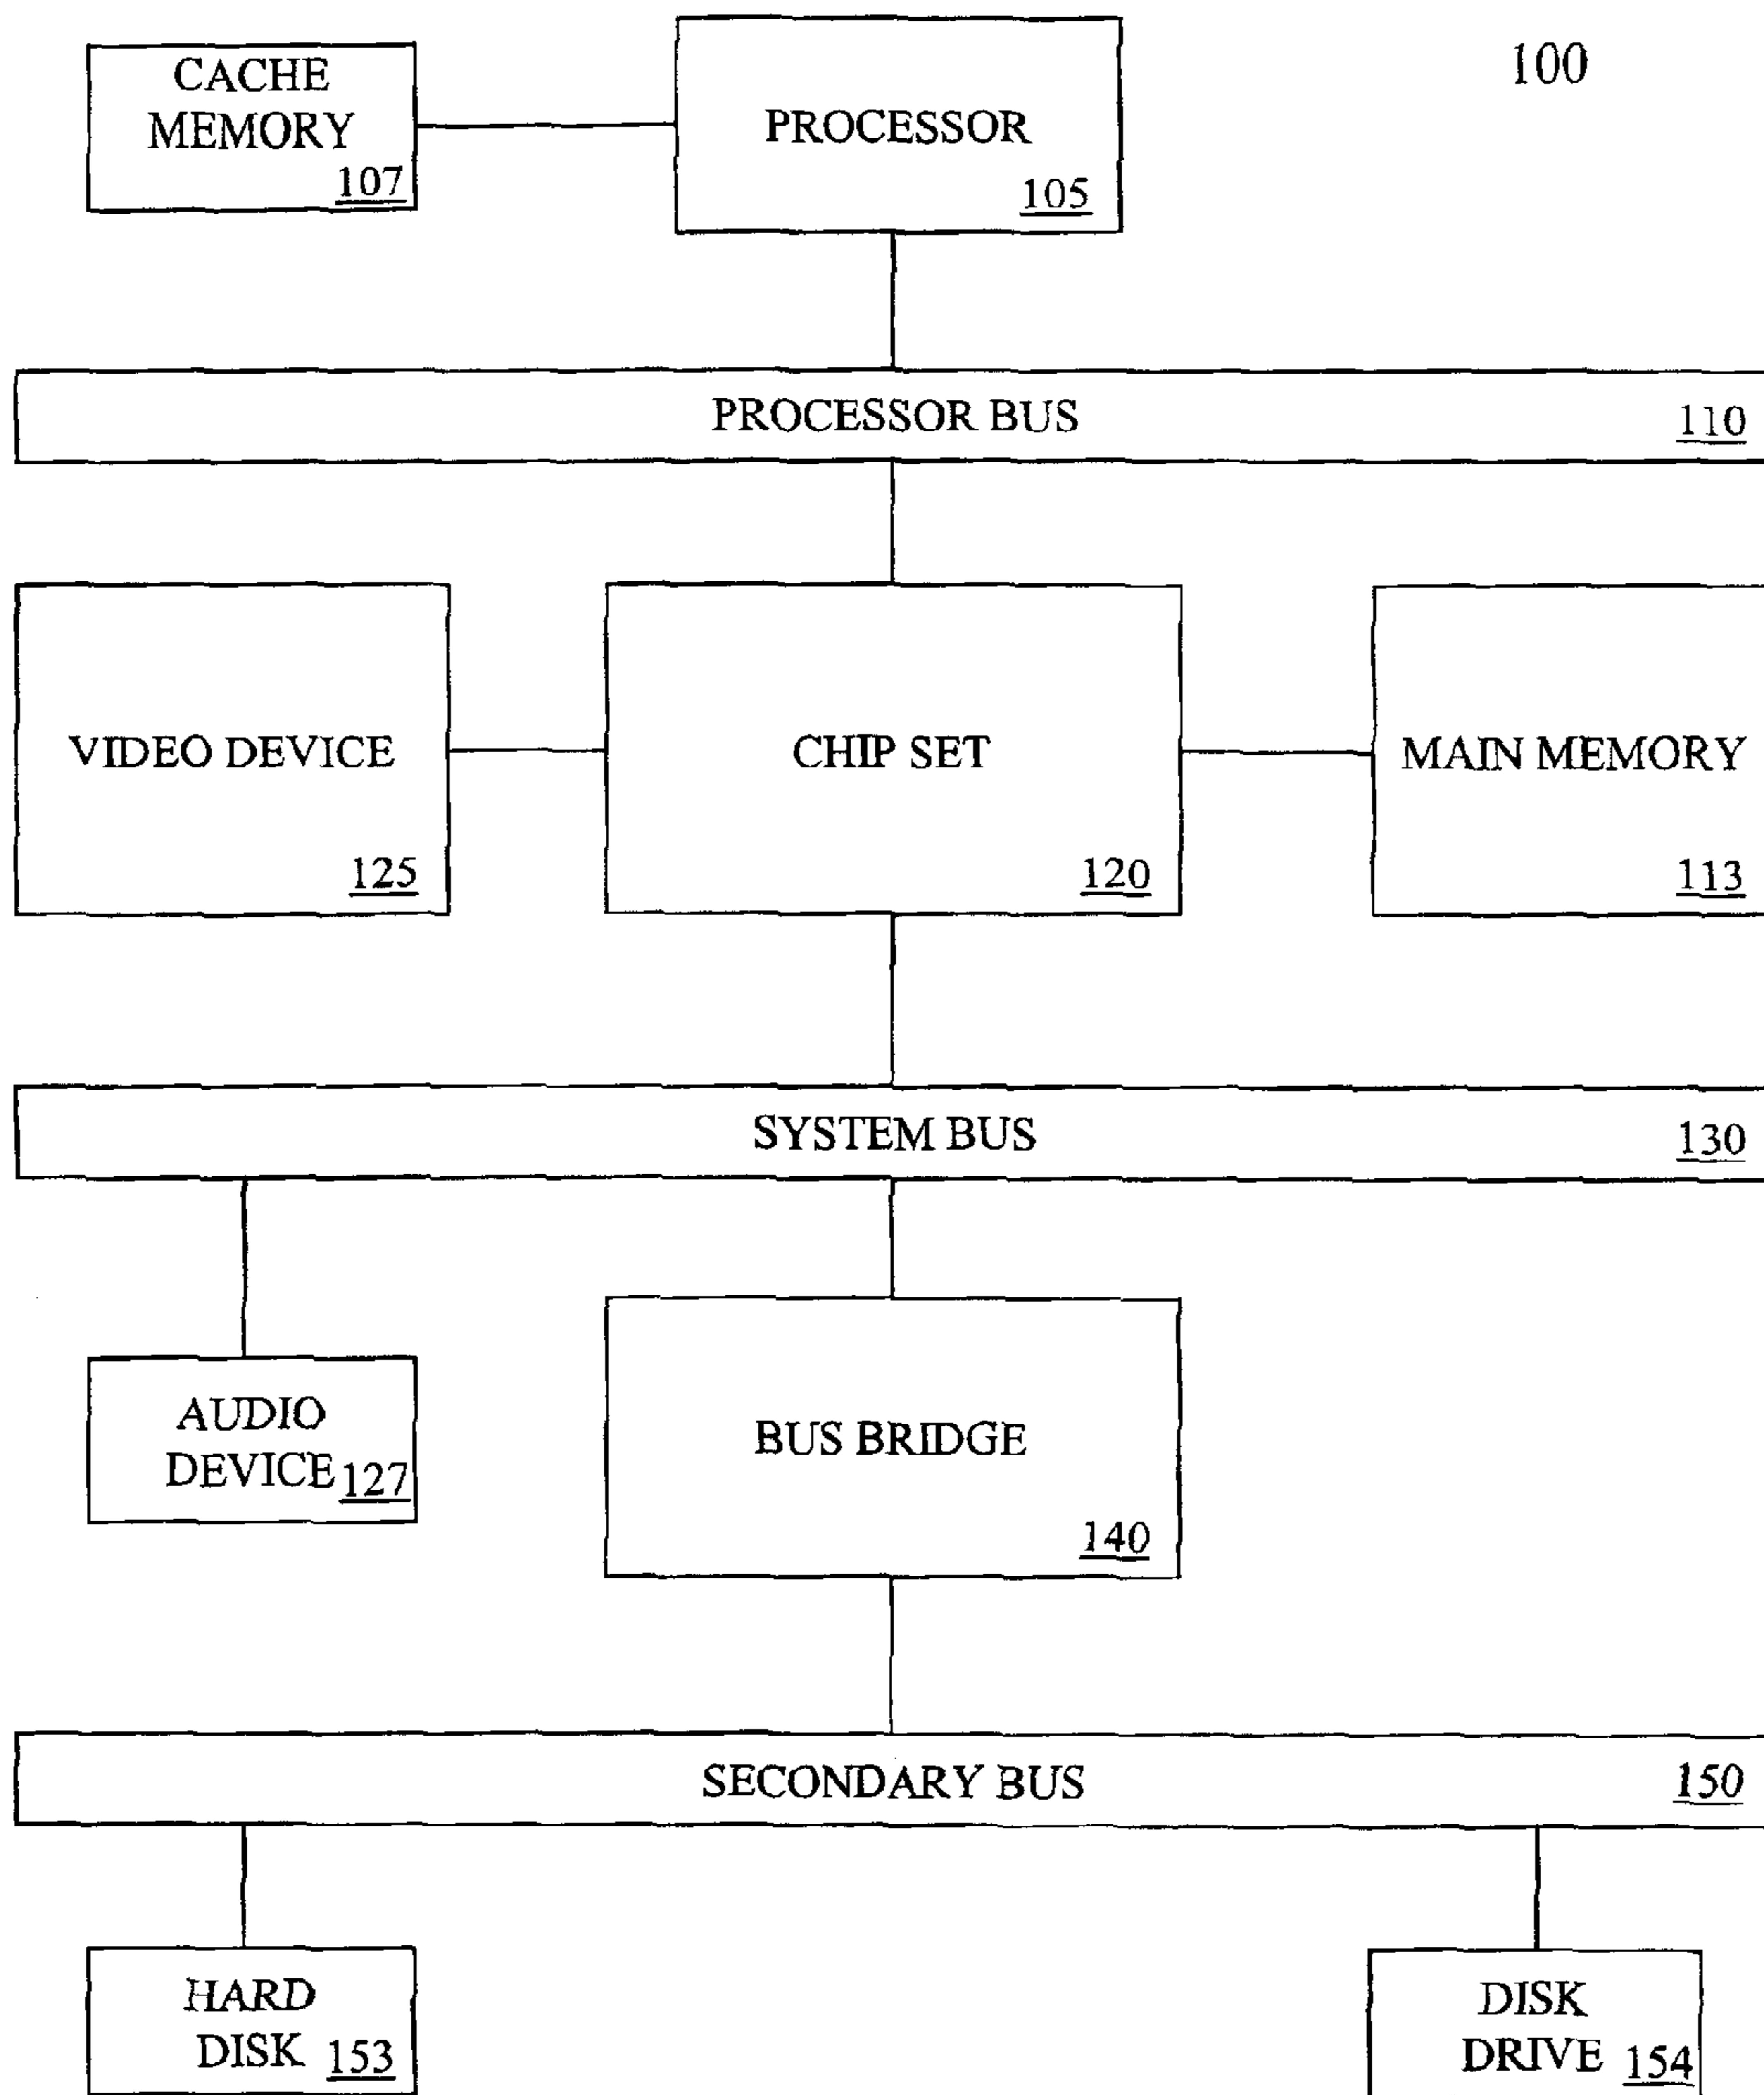 CACHE
MEMORY
107
PROCESSOR
105
100
PROCESSOR BUS
110
VIDEO DEVICE
125
CHIP SET
120
MAIN MEMORY
113
SYSTEM BUS
130
AUDIO
DEVICE 127
BUS BRIDGE
140
SECONDARY BUS
150
HARD
DISK 153
DISK
DRIVE 154